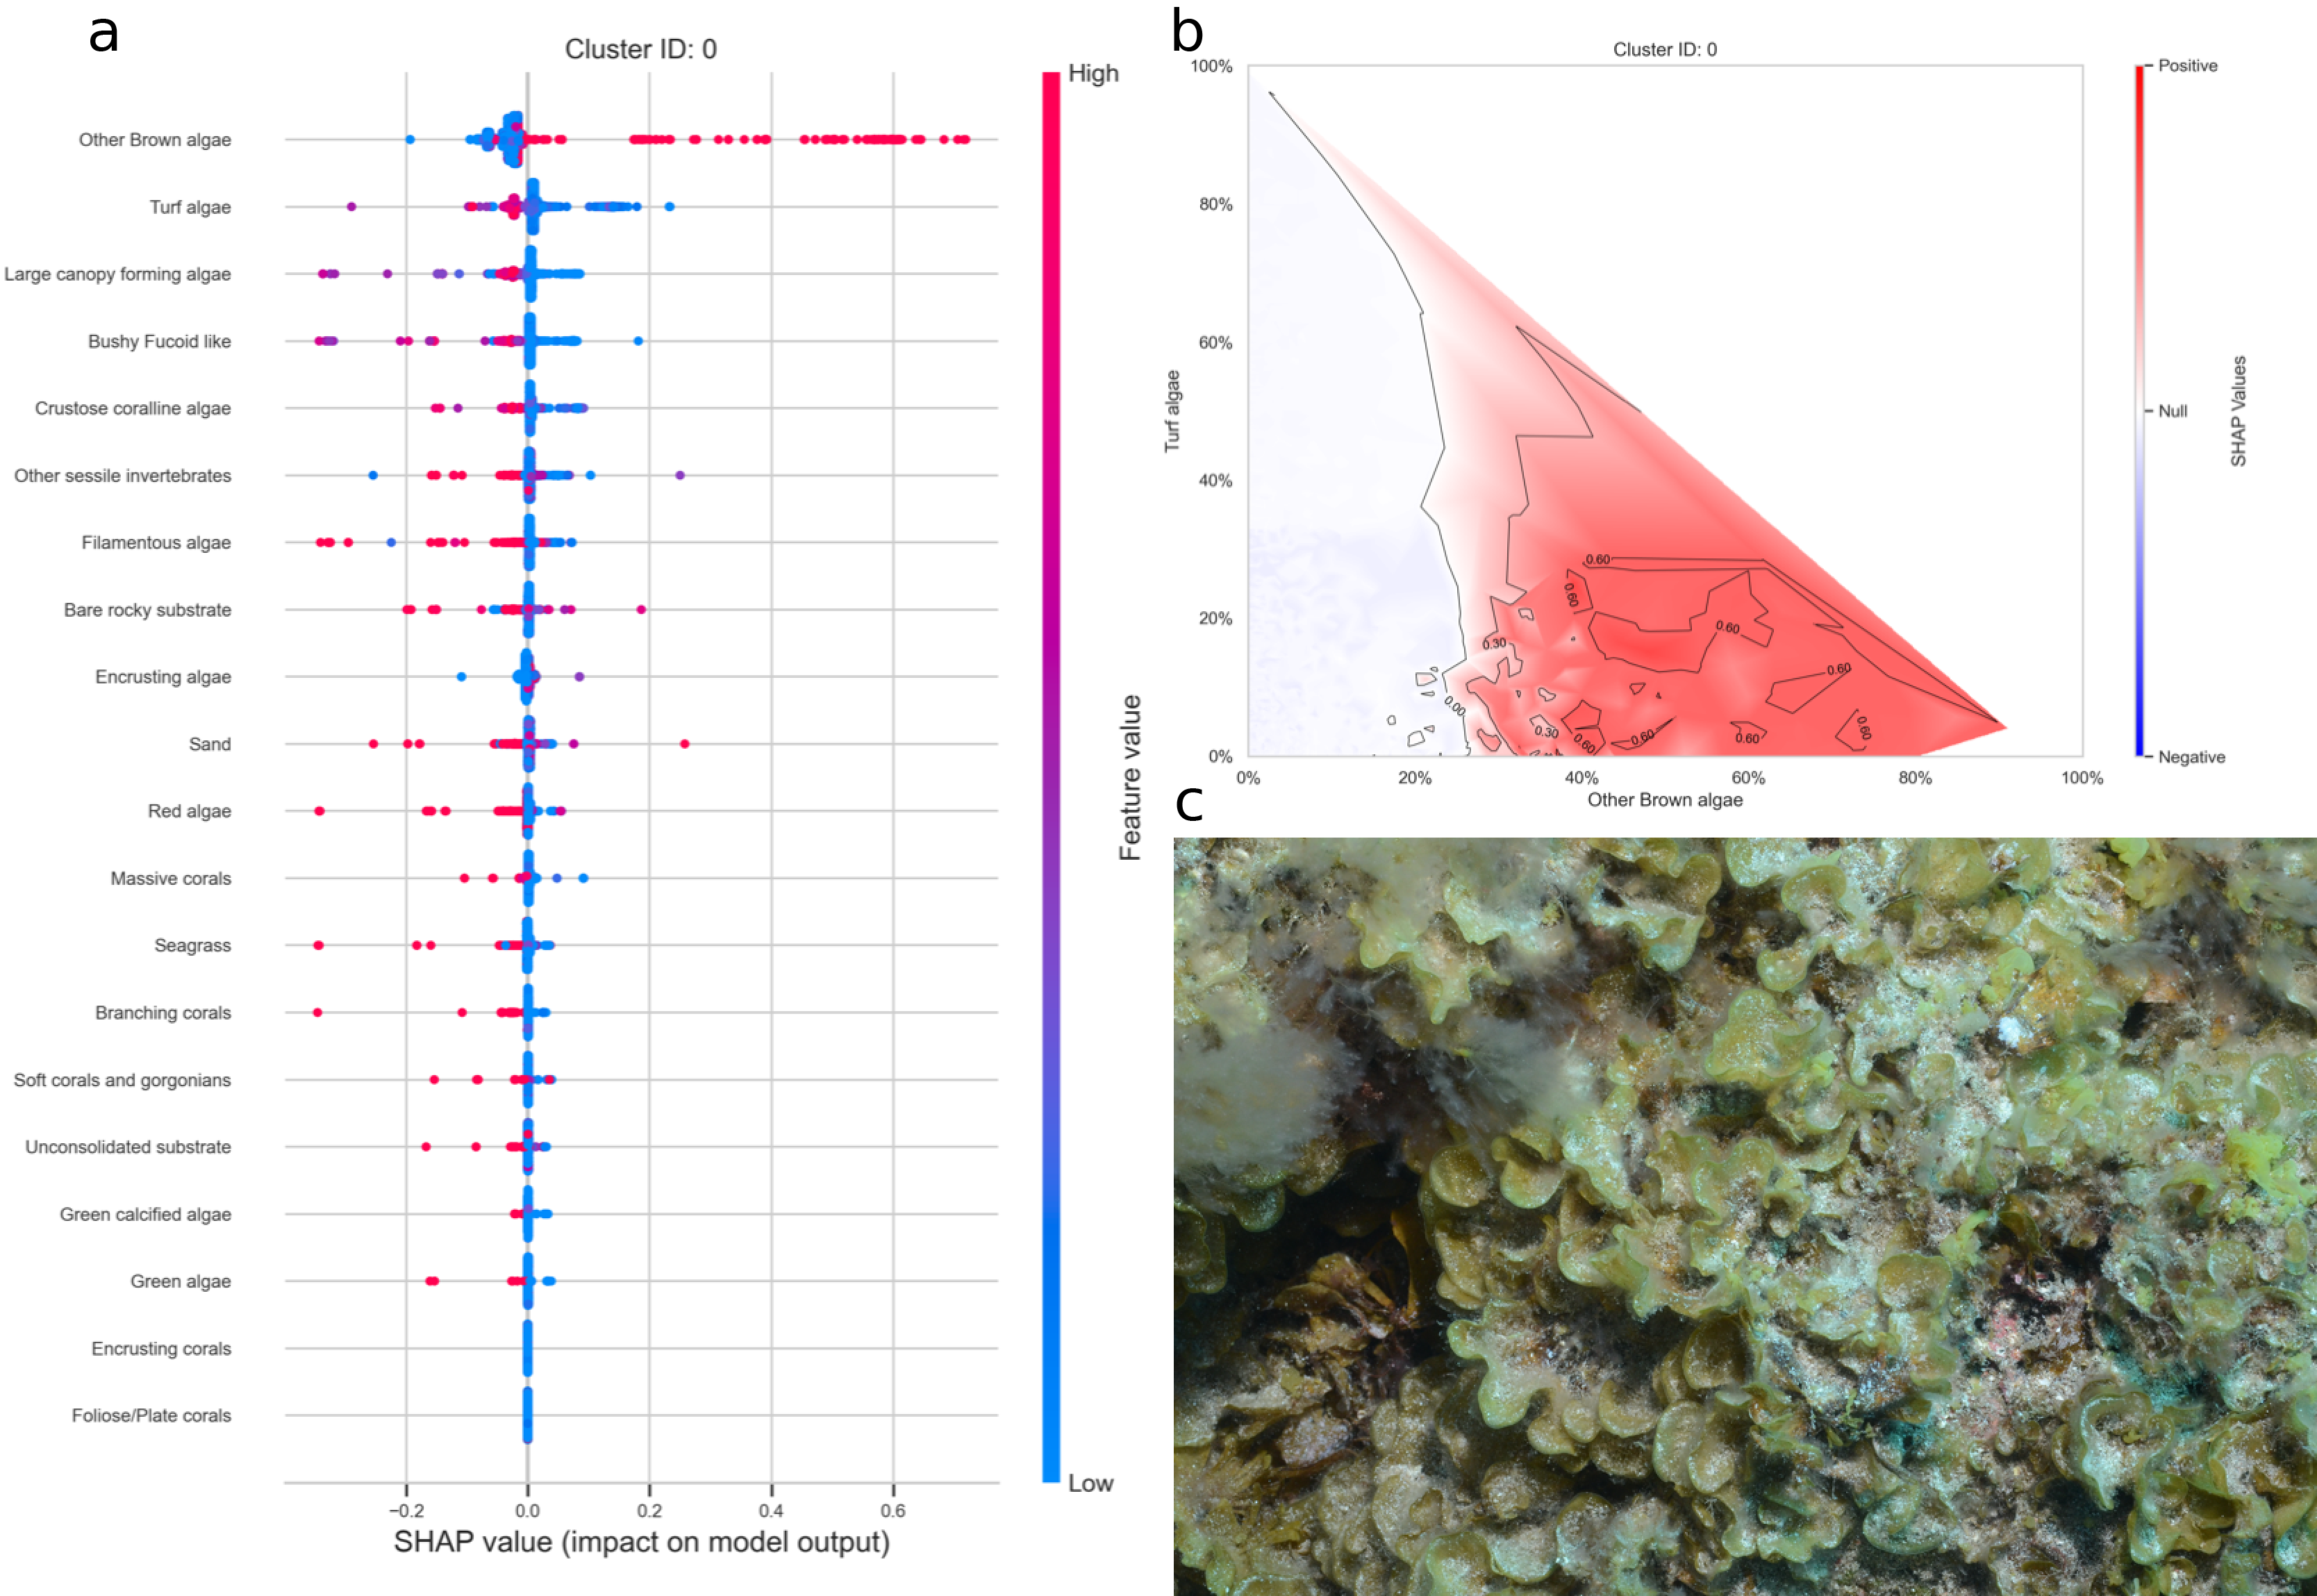 a
Cluster ID: 0
High
Other Brown algae
Turf algae
Large canopy forming algae
Bushy Fucoid like
Crustose coralline algae
Other sessile invertebrates
Filamentous algae
Bare rocky substrate
Encrusting algae
Sand
Red algae
Massive corals
Seagrass
Branching corals
Soft corals and gorgonians
Unconsolidated substrate
Green calcified algae
Green algae
Encrusting corals
Foliose/Plate corals
Low
Feature value
−0.2 0.0 0.2 0.4 0.6
SHAP value (impact on model output)
b
Cluster ID: 0
100%
80%
60%
40%
20%
0%
Turf algae
0.60
0.60
0.60
0.30
0.60
0.00
0.30
0.60
0.60
0.60
0.60
0% 20% 40% 60% 80% 100%
Other Brown algae
Positive
Null
Negative
SHAP Values
c